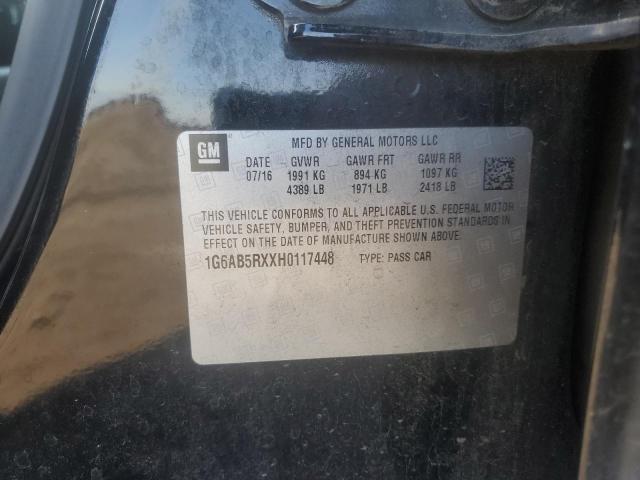 GM
MFD BY GENERAL MOTORS LLC
DATE GVWR GAWR FRT GAWR RR
07/16 1991 KG 894 KG 1097 KG
4389 LB 1971 LB 2418 LB
THIS VEHICLE CONFORMS TO ALL APPLICABLE U.S. FEDERAL MOTOR
VEHICLE SAFETY, BUMPER, AND THEFT PREVENTION STANDARDS IN
EFFECT ON THE DATE OF MANUFACTURE SHOWN ABOVE.
1G6AB5RXXH0117448 TYPE: PASS CAR